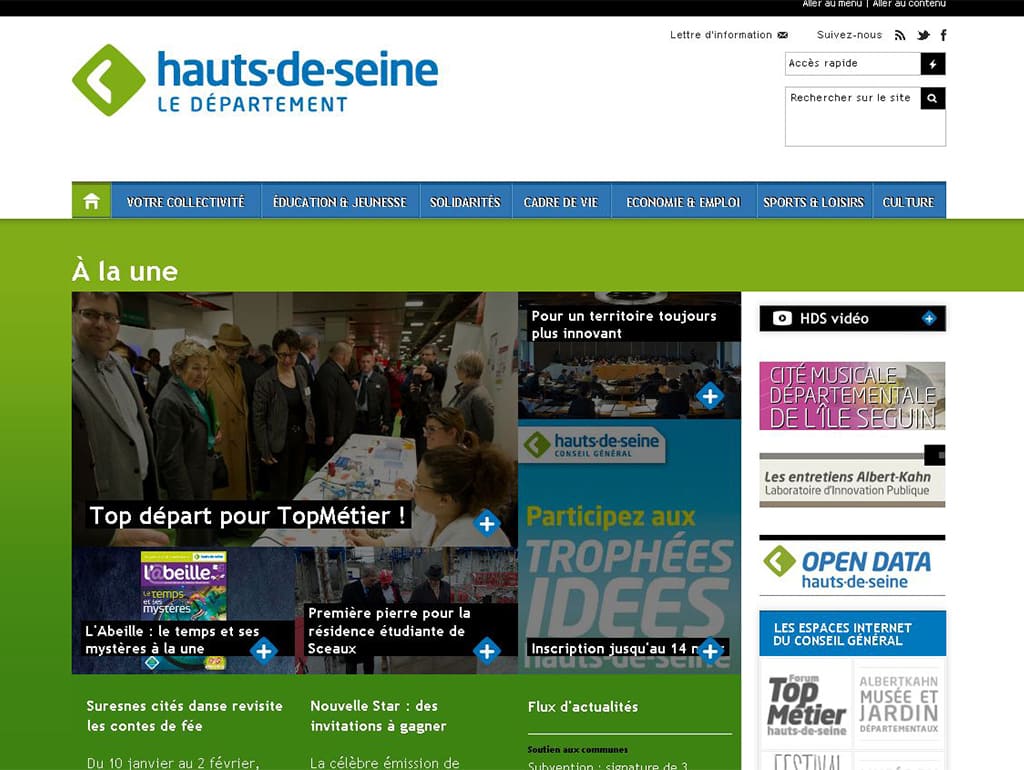 Aller au menu | Aller au contenu
Lettre d'information
Suivez-nous
Accès rapide
Rechercher sur le site
hauts-de-seine
LE DÉPARTEMENT
VOTRE COLLECTIVITÉ
ÉDUCATION & JEUNESSE
SOLIDARITÉS
CADRE DE VIE
ECONOMIE & EMPLOI
SPORTS & LOISIRS
CULTURE
À la une
Top départ pour TopMétier !
Pour un territoire toujours
plus innovant
hauts-de-seine
CONSEIL GÉNÉRAL
Participez aux
TROPHÉES
IDÉES
hauts-de-seine
Inscription jusqu'au 14
l'abeille
Le temps
et ses
mystères
L'Abeille : le temps et ses
mystères à la une
Première pierre pour la
résidence étudiante de
Sceaux
HDS vidéo
CITÉ MUSICALE
DÉPARTEMENTALE
DE L'ÎLE SEGUIN
Les entretiens Albert-Kahn
Laboratoire d'Innovation Publique
OPEN DATA
hauts-de-seine
LES ESPACES INTERNET
DU CONSEIL GÉNÉRAL
Forum
Top
Métier
hauts-de-seine
ALBERTKAHN
MUSÉE ET
JARDIN
DÉPARTEMENTAUX
FESTIVAL
Suresnes cités danse revisite
les contes de fée
Du 10 janvier au 2 février,
Nouvelle Star : des
invitations à gagner
La célèbre émission de
Flux d'actualités
Soutien aux communes
Subvention : signature de 3